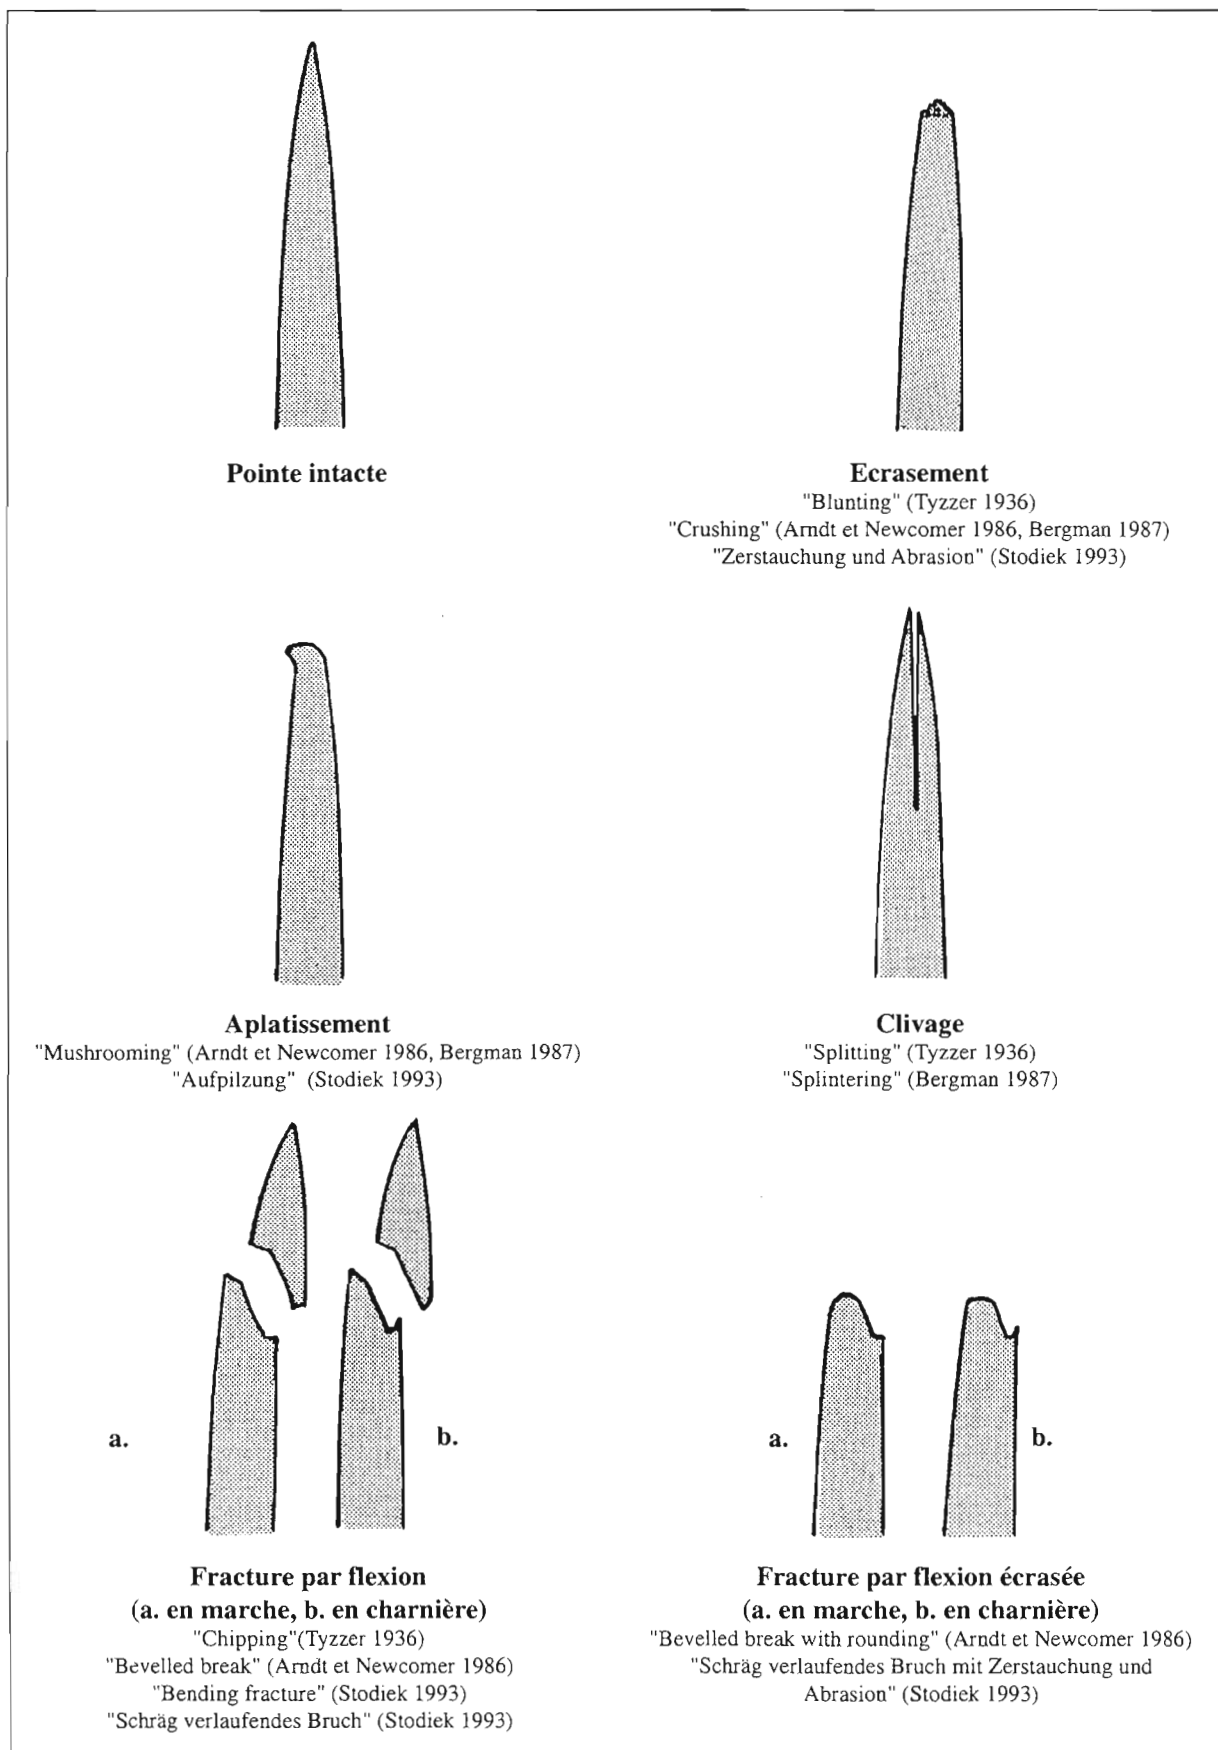 Pointe intacte
Ecrasement
"Blunting" (Tyzzer 1936)
"Crushing" (Arndt et Newcomer 1986, Bergman 1987)
"Zerstauchung und Abrasion" (Stodiek 1993)
Aplatissement
"Mushrooming" (Arndt et Newcomer 1986, Bergman 1987)
"Aufpilzung" (Stodiek 1993)
Clivage
"Splitting" (Tyzzer 1936)
"Splintering" (Bergman 1987)
a.
b.
Fracture par flexion
(a. en marche, b. en charnière)
"Chipping"(Tyzzer 1936)
"Bevelled break" (Arndt et Newcomer 1986)
"Bending fracture" (Stodiek 1993)
"Schräg verlaufendes Bruch" (Stodiek 1993)
a.
b.
Fracture par flexion écrasée
(a. en marche, b. en charnière)
"Bevelled break with rounding" (Arndt et Newcomer 1986)
"Schräg verlaufendes Bruch mit Zerstauchung und
Abrasion" (Stodiek 1993)